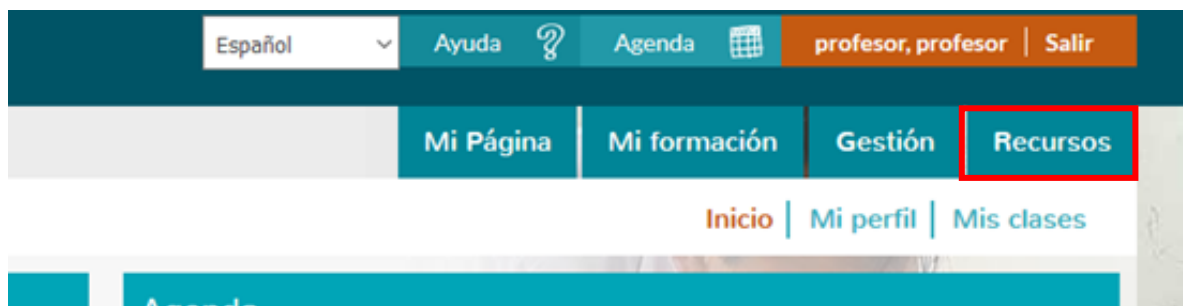 Español Ayuda Agenda profesor, profesor | Salir
Mi Página Mi formación Gestión Recursos
Inicio | Mi perfil | Mis clases